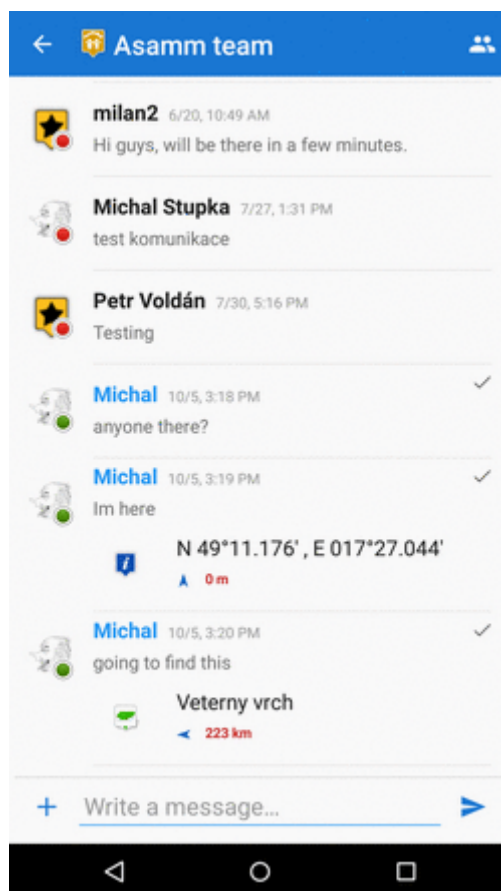 Asamm team
milan2 6/20, 10:49 AM
Hi guys, will be there in a few minutes.
Michal Stupka 7/27, 1:31 PM
test komunikace
Petr Voldán 7/30, 5:16 PM
Testing
Michal 10/5, 3:18 PM
anyone there?
Michal 10/5, 3:19 PM
Im here
N 49°11.176' , E 017°27.044'
0 m
Michal 10/5, 3:20 PM
going to find this
Veterny vrch
223 km
Write a message...